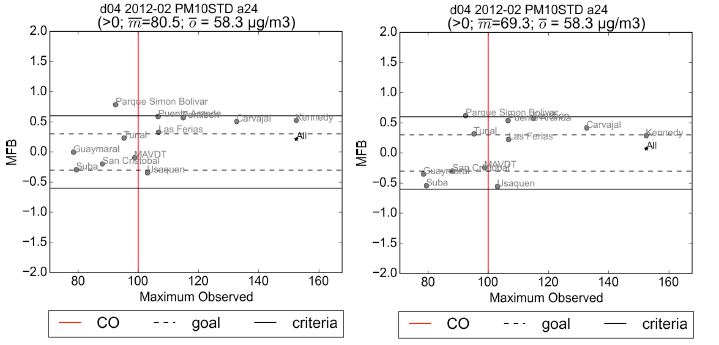 d04 2012-02 PM10STD a24
(>0; m̅=80.5; o̅ = 58.3 µg/m3)
2.0
1.5
1.0
0.5
0.0
−0.5
−1.0
−1.5
−2.0
MFB
Parque Simon Bolivar
Kennedy
Carvajal
Las Ferias
Tunal
All
Guaymaral
MAVDT
San Cristobal
Suba
Usaquen
80
100
120
140
160
Maximum Observed
CO
goal
criteria
d04 2012-02 PM10STD a24
(>0; m̅=69.3; o̅ = 58.3 µg/m3)
2.0
1.5
1.0
0.5
0.0
−0.5
−1.0
−1.5
−2.0
MFB
Parque Simon Bolivar
Carvajal
Tunal
Las Ferias
Kennedy
All
MAVDT
San Cristobal
Guaymaral
Suba
Usaquen
80
100
120
140
160
Maximum Observed
CO
goal
criteria